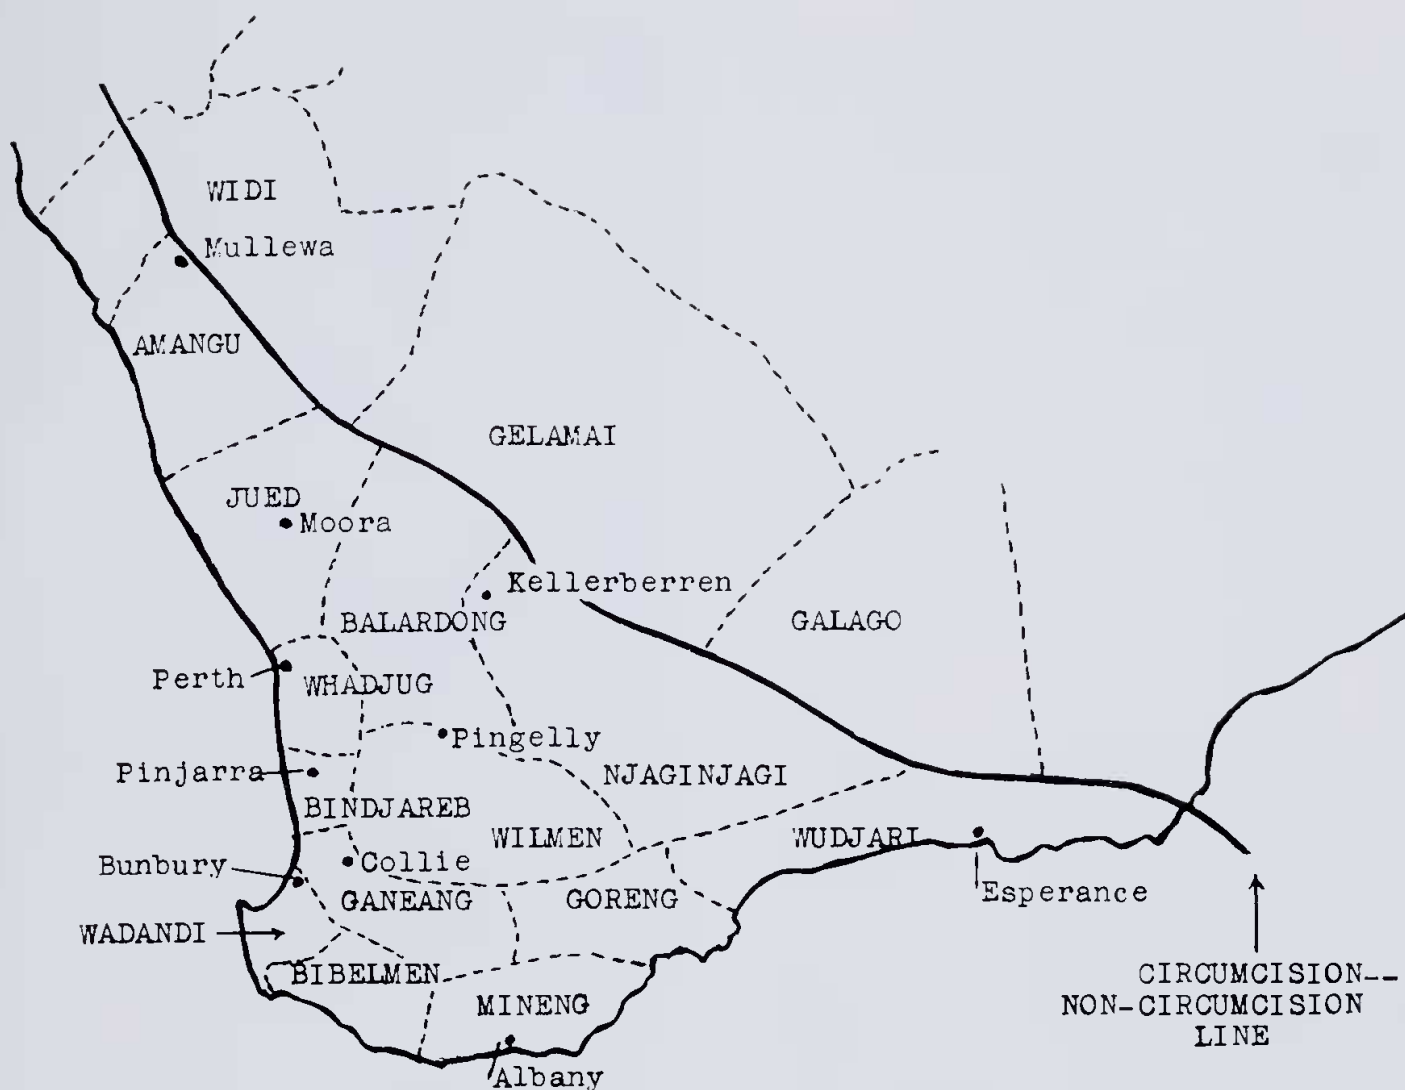 WIDI
Mullewa
AMANGU
GELAMAI
JUED
Moora
Kellerberren
BALARDONG
GALAGO
Perth
WHADJUG
Pingelly
Pinjarra
NJAGINJAGI
BINDJAREB
WILMEN
WUDJARI
Bunbury
Collie
Esperance
GANEANG
GORENG
WADANDI
BIBELMEN
MINENG
Albany
CIRCUMCISION--
NON-CIRCUMCISION
LINE